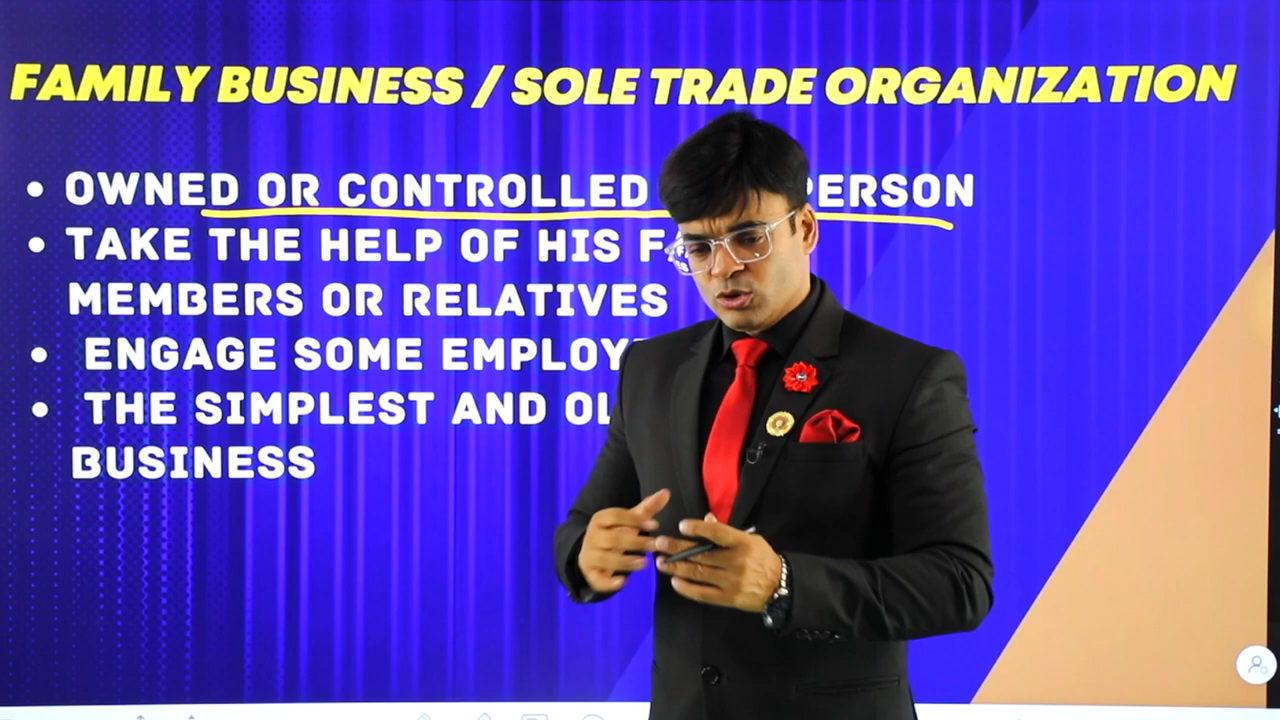 FAMILY BUSINESS / SOLE TRADE ORGANIZATION
• OWNED OR CONTROLLED PERSON
• TAKE THE HELP OF HIS
MEMBERS OR RELATIVES
• ENGAGE SOME
• THE SIMPLEST AND
BUSINESS